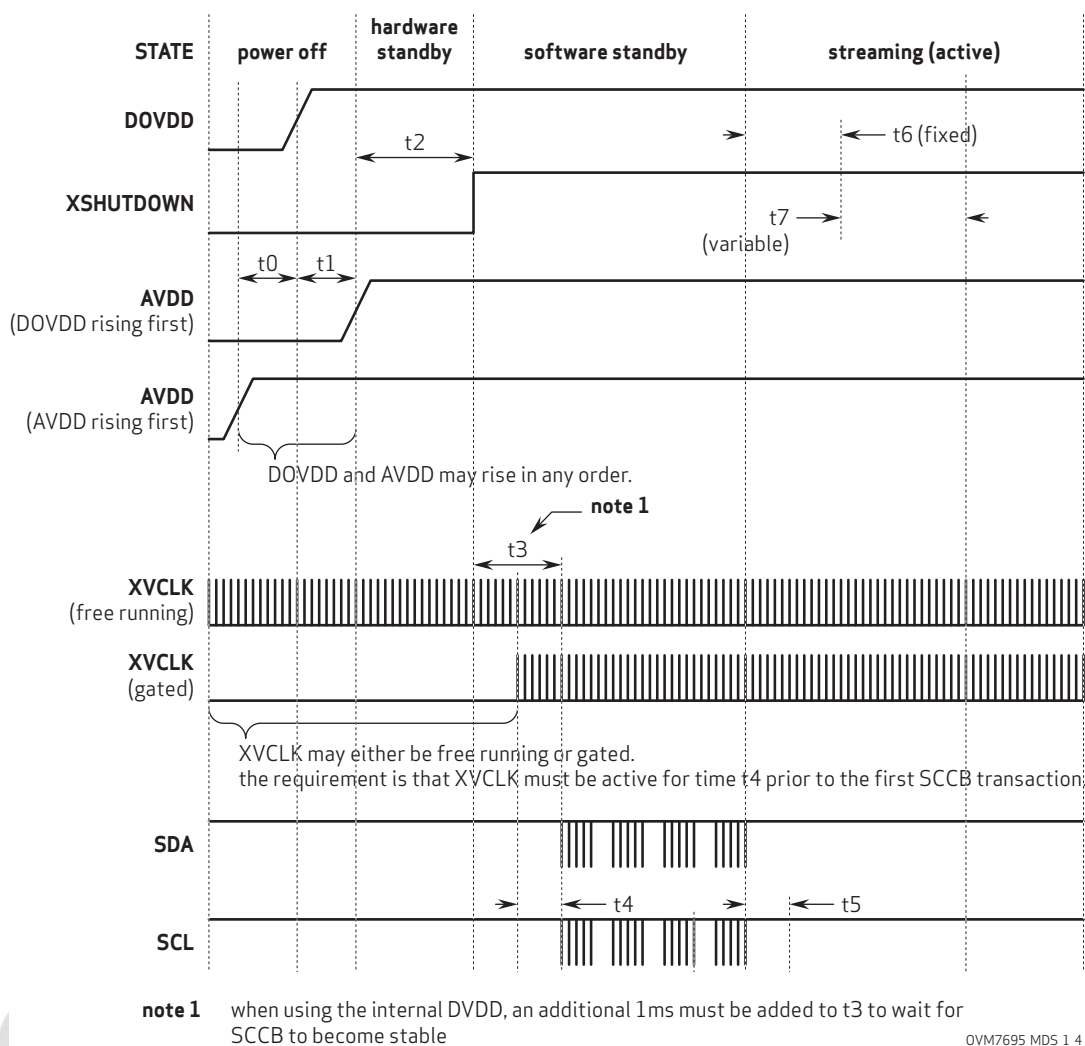 STATE
power off
hardware
standby
software standby
streaming (active)
DOVDD
t2
t6 (fixed)
XSHUTDOWN
t7
(variable)
t0
t1
AVDD
(DOVDD rising first)
AVDD
(AVDD rising first)
DOVDD and AVDD may rise in any order.
note 1
t3
XVCLK
(free running)
XVCLK
(gated)
XVCLK may either be free running or gated.
the requirement is that XVCLK must be active for time t4 prior to the first SCCB transaction
SDA
t4
t5
SCL
note 1 when using the internal DVDD, an additional 1ms must be added to t3 to wait for
SCCB to become stable
OVM7695_MDS_1_4